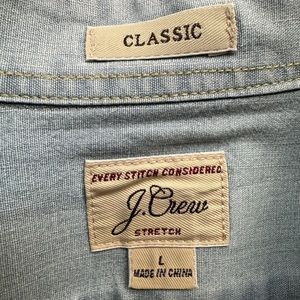 CLASSIC
EVERY STITCH CONSIDERED
J.Crew
STRETCH
L
MADE IN CHINA